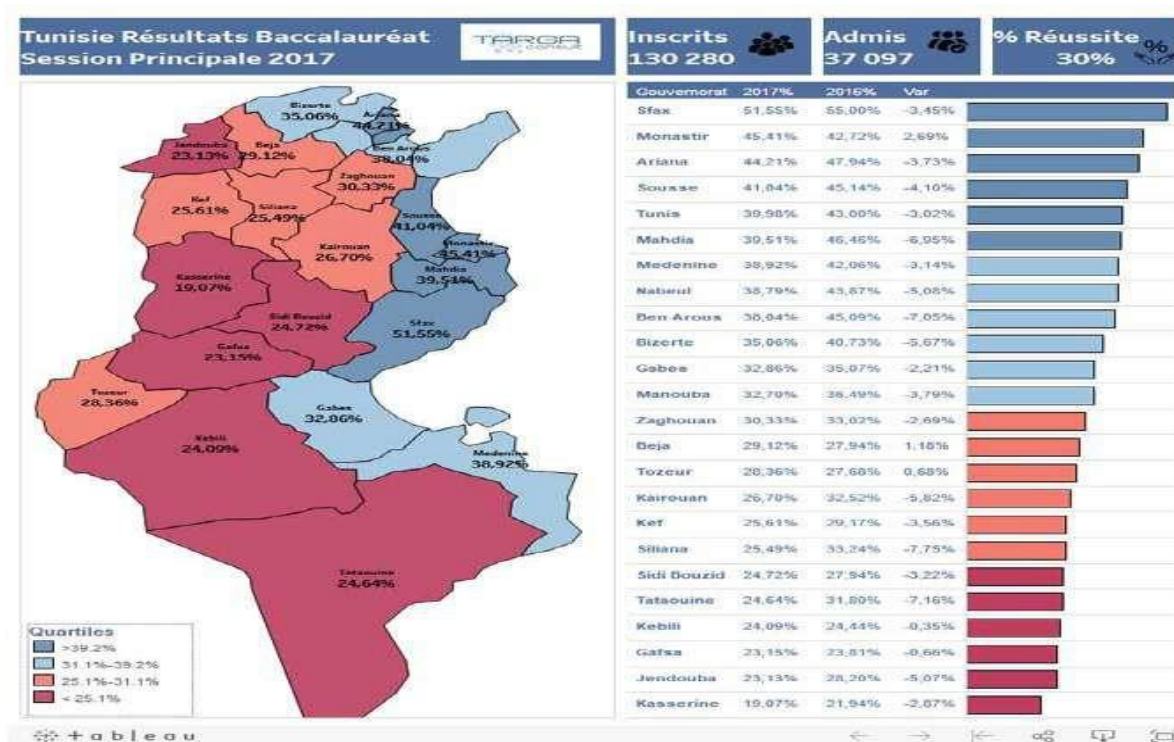 Tunisie Résultats Baccalauréat
Session Principale 2017
TARGA
consult
Inscrits
130 280
Admis
37 097
% Réussite
30%
Bizerte
35,06%
Ariana
44,71%
Ben Arous
38,04%
Jendouba
23,13%
Beja
29,12%
Zaghouan
30,33%
Kef
25,61%
Siliana
25,49%
Sousse
41,04%
Kairouan
26,70%
Monastir
45,41%
Mahdia
39,51%
Kasserine
19,07%
Sidi Bouzid
24,72%
Sfax
51,55%
Gafsa
23,15%
Tozeur
28,36%
Gabes
32,86%
Kebili
24,09%
Medenine
38,92%
Tataouine
24,64%
Quartiles
>39.2%
31.1%-39.2%
25.1%-31.1%
< 25.1%
Gouvernorat 2017% 2016% Var
Sfax 51,55% 55,00% -3,45%
Monastir 45,41% 42,72% 2,69%
Ariana 44,21% 47,94% -3,73%
Sousse 41,04% 45,14% -4,10%
Tunis 39,98% 43,00% -3,02%
Mahdia 39,51% 46,46% -6,95%
Medenine 38,92% 42,06% -3,14%
Nabeul 38,79% 43,87% -5,08%
Ben Arous 38,04% 45,09% -7,05%
Bizerte 35,06% 40,73% -5,67%
Gabes 32,86% 35,07% -2,21%
Manouba 32,70% 36,49% -3,79%
Zaghouan 30,33% 33,02% -2,69%
Beja 29,12% 27,94% 1,18%
Tozeur 28,36% 27,68% 0,68%
Kairouan 26,70% 32,52% -5,82%
Kef 25,61% 29,17% -3,56%
Siliana 25,49% 33,24% -7,75%
Sidi Bouzid 24,72% 27,94% -3,22%
Tataouine 24,64% 31,80% -7,16%
Kebili 24,09% 24,44% -0,35%
Gafsa 23,15% 23,81% -0,66%
Jendouba 23,13% 28,20% -5,07%
Kasserine 19,07% 21,94% -2,87%
+ a b l e a u